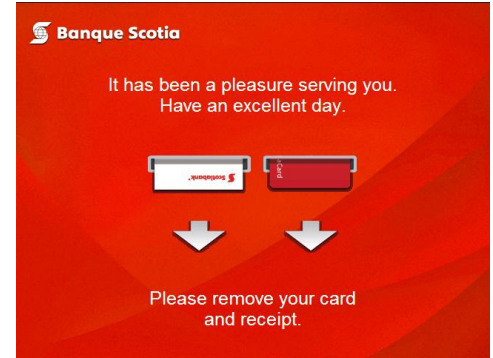 Banque Scotia
It has been a pleasure serving you.
Have an excellent day.
Scotiabank
Card
Please remove your card
and receipt.